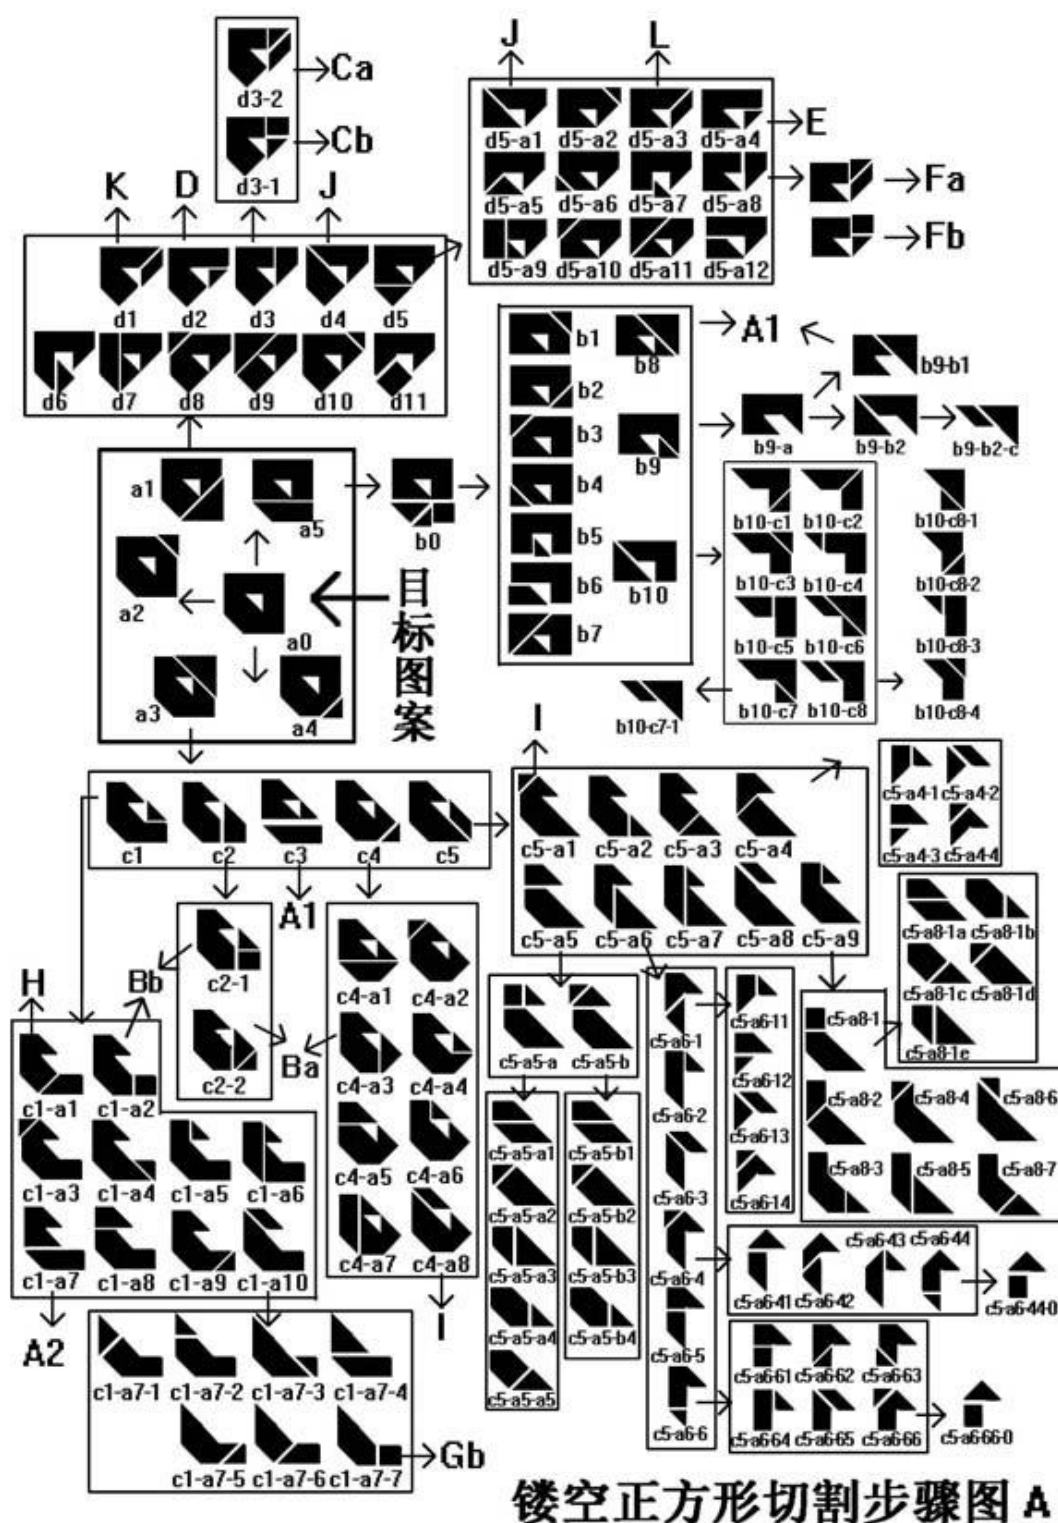 J
L
Ca
d3-2
d5-a1 d5-a2 d5-a3 d5-a4
E
Cb
d3-1
K D J
d5-a5 d5-a6 d5-a7 d5-a8
Fa
Fb
d5-a9 d5-a10 d5-a11 d5-a12
d1 d2 d3 d4 d5
d6 d7 d8 d9 d10 d11
b1
b8
A1
b2
b9-b1
b3
b9
b9-a b9-b2 b9-b2-c
a1
a5
b0
b4
b10-c1 b10-c2 b10-c8-1
b5
a2
b10-c3 b10-c4 b10-c8-2
b6
b10
a0
目标图案
b7
b10-c5 b10-c6 b10-c8-3
a3
a4
b10-c7-1
b10-c7 b10-c8 b10-c8-4
I
c1 c2 c3 c4 c5
c5-a1 c5-a2 c5-a3 c5-a4
c5-a4-1 c5-a4-2
c5-a4-3 c5-a4-4
A1
c5-a5 c5-a6 c5-a7 c5-a8 c5-a9
c5-a8-1a c5-a8-1b
c5-a8-1c c5-a8-1d
c5-a8-1e
H
Bb
c2-1
c2-2
Ba
c4-a1 c4-a2
c4-a3 c4-a4
c4-a5 c4-a6
c4-a7 c4-a8
I
c1-a1 c1-a2
c1-a3 c1-a4 c1-a5 c1-a6
c1-a7 c1-a8 c1-a9 c1-a10
A2
c1-a7-1 c1-a7-2 c1-a7-3 c1-a7-4
c1-a7-5 c1-a7-6 c1-a7-7
Gb
c5-a5-a c5-a5-b
c5-a5-a1 c5-a5-b1
c5-a5-a2 c5-a5-b2
c5-a5-a3 c5-a5-b3
c5-a5-a4 c5-a5-b4
c5-a5-a5
c5-a6-1
c5-a6-2
c5-a6-3
c5-a6-4
c5-a6-5
c5-a6-6
c5-a6-11
c5-a6-12
c5-a6-13
c5-a6-14
c5-a8-1
c5-a8-2 c5-a8-4 c5-a8-6
c5-a8-3 c5-a8-5 c5-a8-7
c5-a6-43 c5-a6-44
c5-a6-41 c5-a6-42
c5-a6-44-0
c5-a6-61 c5-a6-62 c5-a6-63
c5-a6-64 c5-a6-65 c5-a6-66
c5-a6-66-0
镂空正方形切割步骤图 A